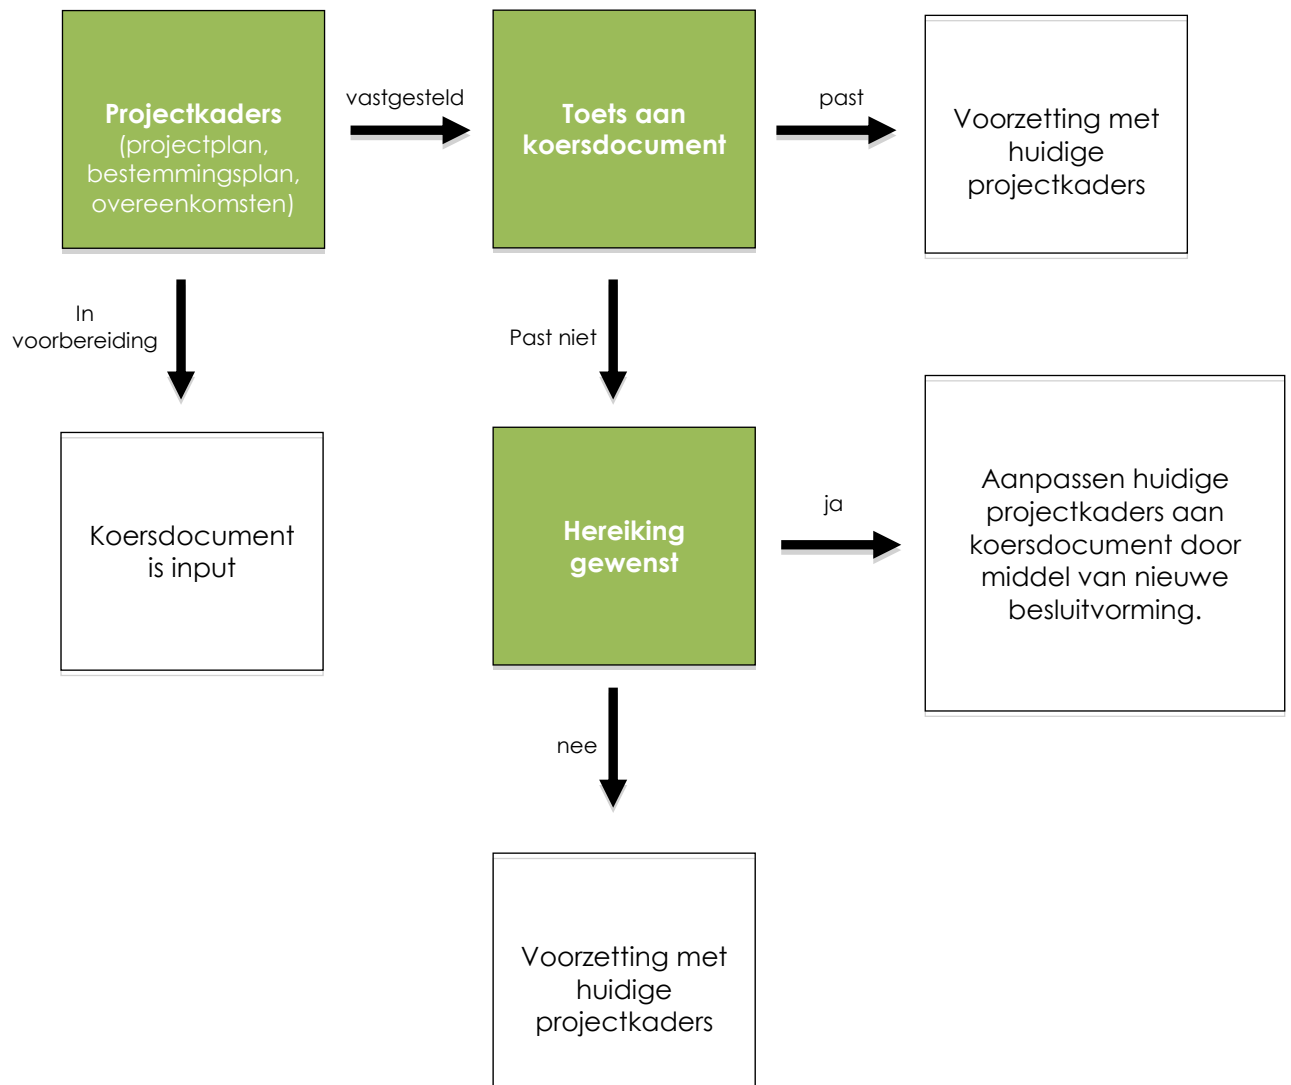 Projectkaders
(projectplan,
bestemmingsplan,
overeenkomsten)
vastgesteld
Toets aan
koersdocument
past
Voorzetting met
huidige
projectkaders
In
voorbereiding
Past niet
Koersdocument
is input
Hereiking
gewenst
ja
Aanpassen huidige
projectkaders aan
koersdocument door
middel van nieuwe
besluitvorming.
nee
Voorzetting met
huidige
projectkaders